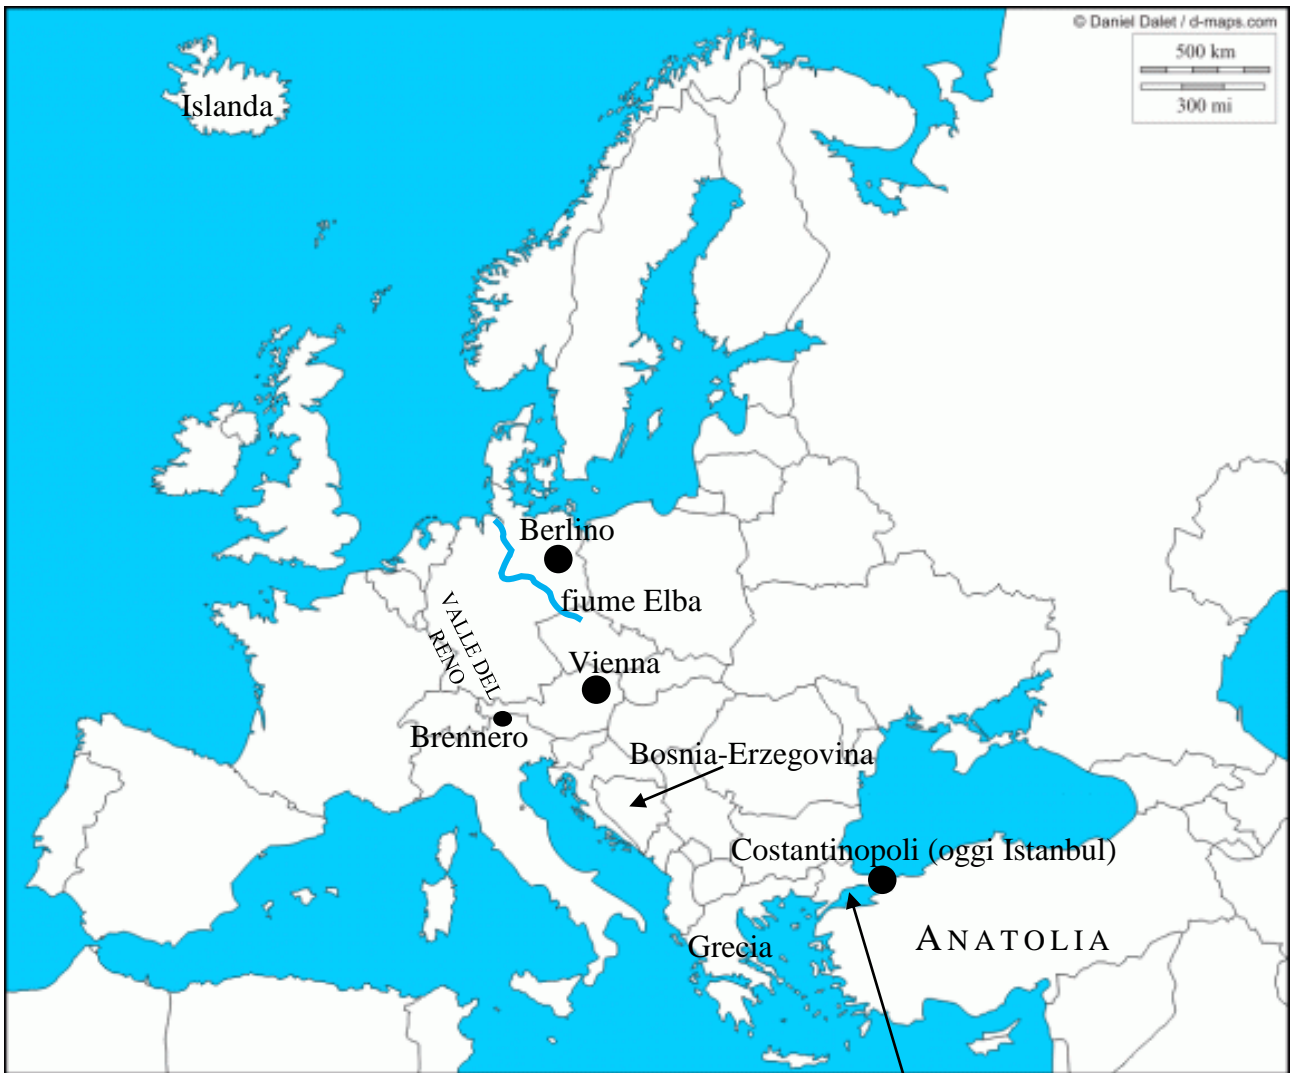 © Daniel Dalet / d-maps.com
500 km
300 mi
Islanda
Berlino
fiume Elba
VALLE DEL
RENO
Vienna
Brennero
Bosnia-Erzegovina
Costantinopoli (oggi Istanbul)
ANATOLIA
Grecia